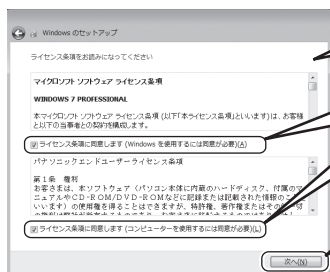 Windows のセットアップ
ライセンス条項をお読みになってください
マイクロソフト ソフトウェア ライセンス条項
WINDOWS 7 PROFESSIONAL
本マイクロソフト ソフトウェア ライセンス条項 (以下「本ライセンス条項」といいます) は、お客様
と以下の当事者との契約を構成します。
ライセンス条項に同意します (Windows を使用するには同意が必要)(A)
パナソニックエンドユーザーライセンス条項
第1条 権利
お客さまは、本ソフトウェア (パソコン本体に内蔵のハードディスク、付属のマ
ニュアルやCD-ROM/DVD-ROMなどに記録または記載された情報のこ
いいます) の使用権を得ることはできますが、特許権、著作権またはその
ライセンス条項に同意します (コンピューターを使用するには同意が必要)(L)
次へ(N)